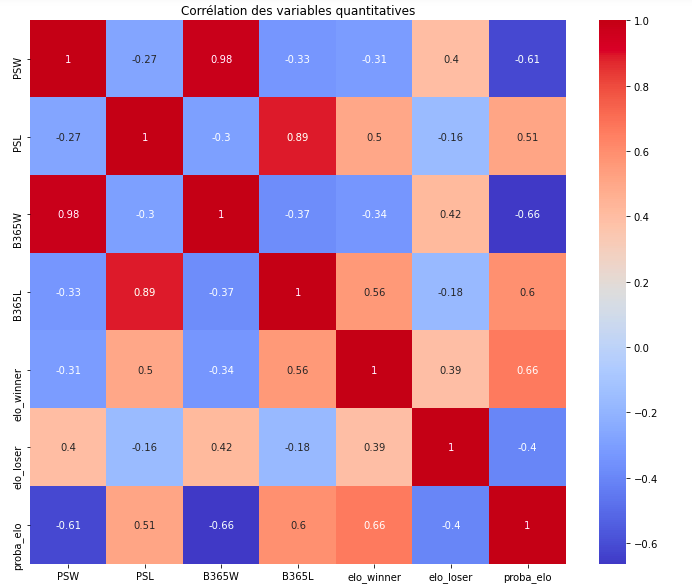 Corrélation des variables quantitatives
PSW 1 -0.27 0.98 -0.33 -0.31 0.4 -0.61
PSL -0.27 1 -0.3 0.89 0.5 -0.16 0.51
B365W 0.98 -0.3 1 -0.37 -0.34 0.42 -0.66
B365L -0.33 0.89 -0.37 1 0.56 -0.18 0.6
elo_winner -0.31 0.5 -0.34 0.56 1 0.39 0.66
elo_loser 0.4 -0.16 0.42 -0.18 0.39 1 -0.4
proba_elo -0.61 0.51 -0.66 0.6 0.66 -0.4 1
PSW PSL B365W B365L elo_winner elo_loser proba_elo
1.0
0.8
0.6
0.4
0.2
0.0
−0.2
−0.4
−0.6